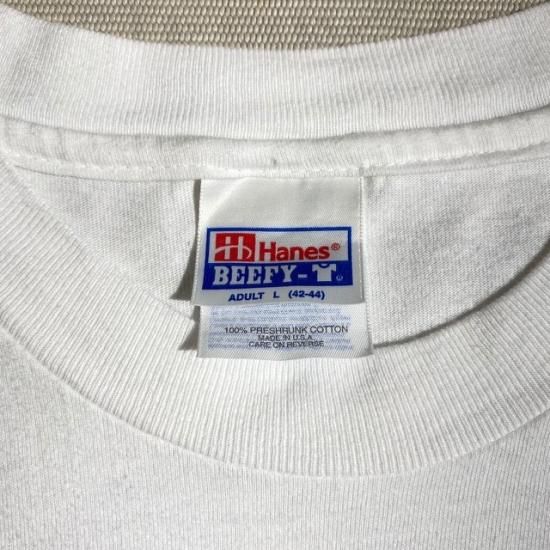 Hanes®
BEEFY-
ADULT L (42-44)
100% PRESHRUNK COTTON
MADE IN U.S.A.
CARE ON REVERSE